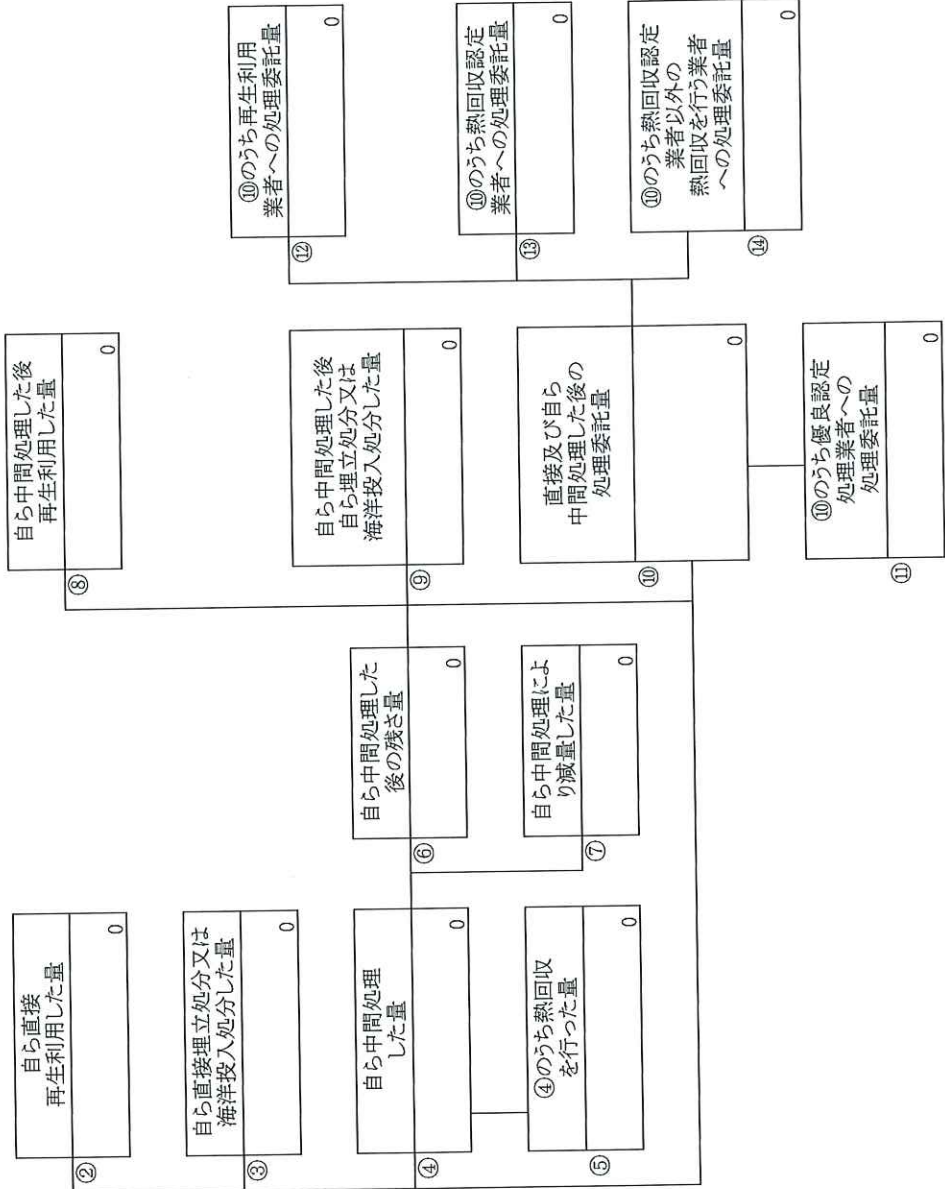 ②
自ら直接
再生利用した量
0
③
自ら直接埋立処分又は
海洋投入処分した量
0
④
自ら中間処理
した量
0
⑤
④のうち熱回収
を行った量
0
⑥
自ら中間処理した
後の残さ量
0
⑦
自ら中間処理によ
り減量した量
0
⑧
自ら中間処理した後
再生利用した量
0
⑨
自ら中間処理した後
自ら埋立処分又は
海洋投入処分した量
0
⑩
直接及び自ら
中間処理した後の
処理委託量
0
⑪
⑩のうち優良認定
処理業者への
処理委託量
0
⑫
⑩のうち再生利用
業者への処理委託量
0
⑬
⑩のうち熱回収認定
業者への処理委託量
0
⑭
⑩のうち熱回収認定
業者以外の
熱回収を行う業者
への処理委託量
0